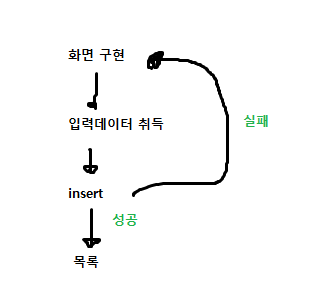 화면 구현
입력데이터 취득
실패
insert
성공
목록